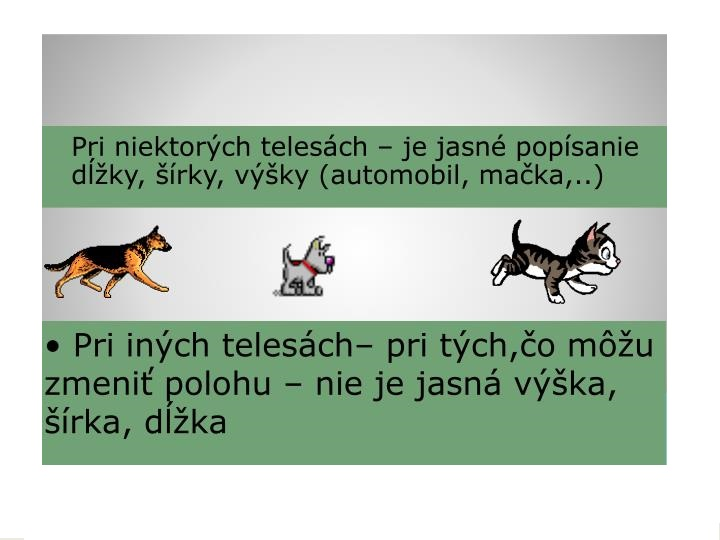 Pri niektorých telesách – je jasné popísanie
dĺžky, šírky, výšky (automobil, mačka,..)
• Pri iných telesách– pri tých,čo môžu
zmeniť polohu – nie je jasná výška,
šírka, dĺžka